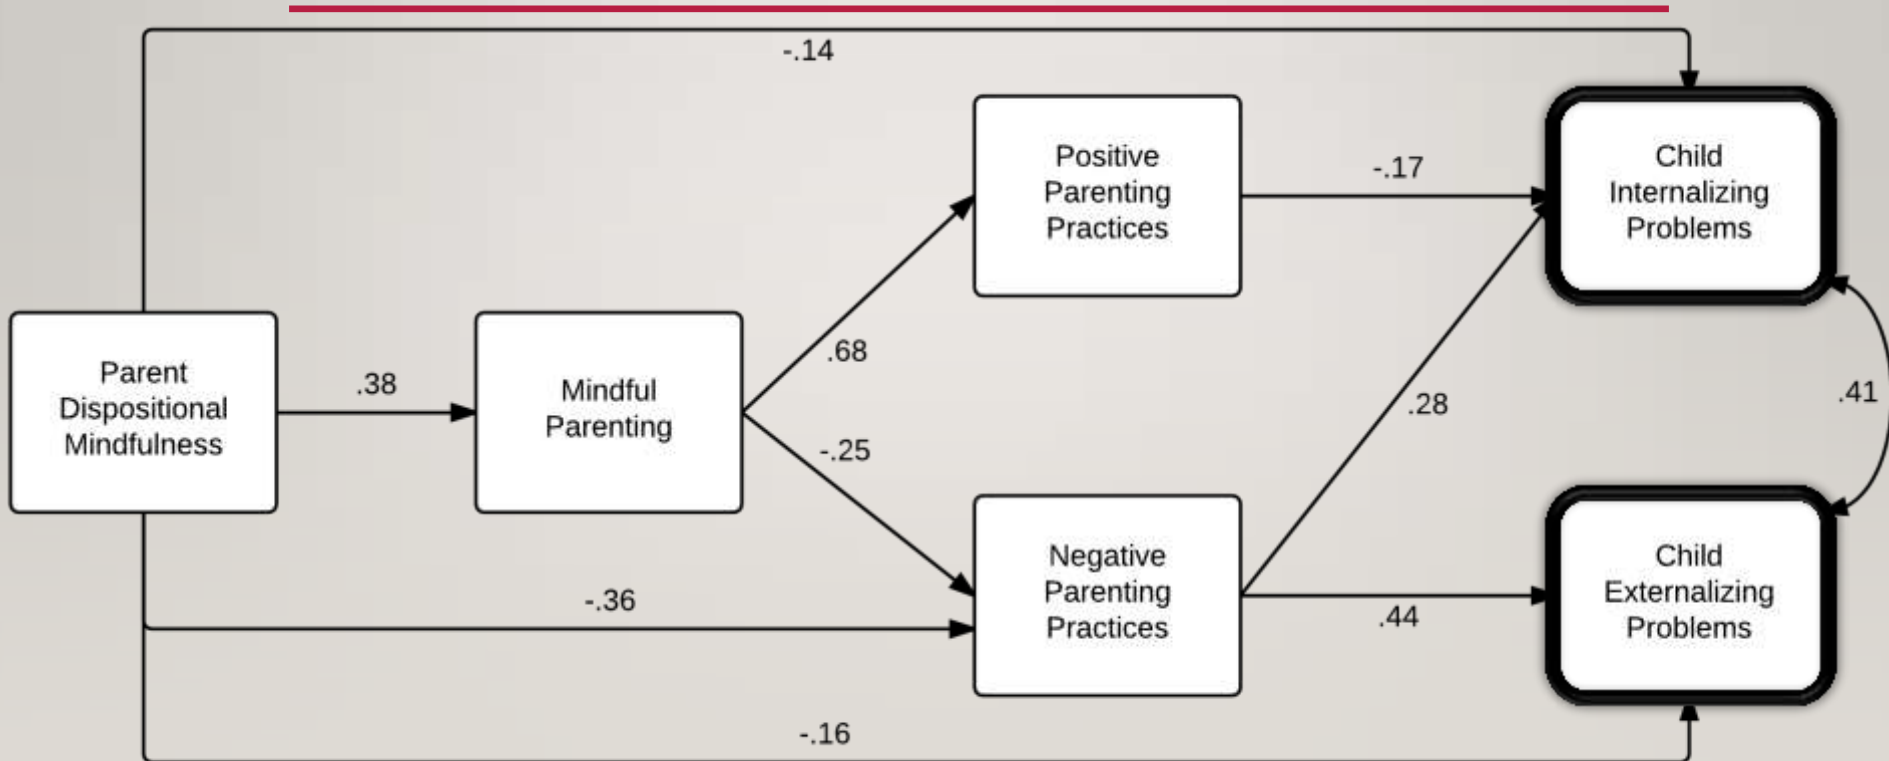 -.14
Positive
Parenting
Practices
-.17
Child
Internalizing
Problems
Parent
Dispositional
Mindfulness
.38
Mindful
Parenting
.68
-.25
.28
.41
-.36
Negative
Parenting
Practices
.44
Child
Externalizing
Problems
-.16